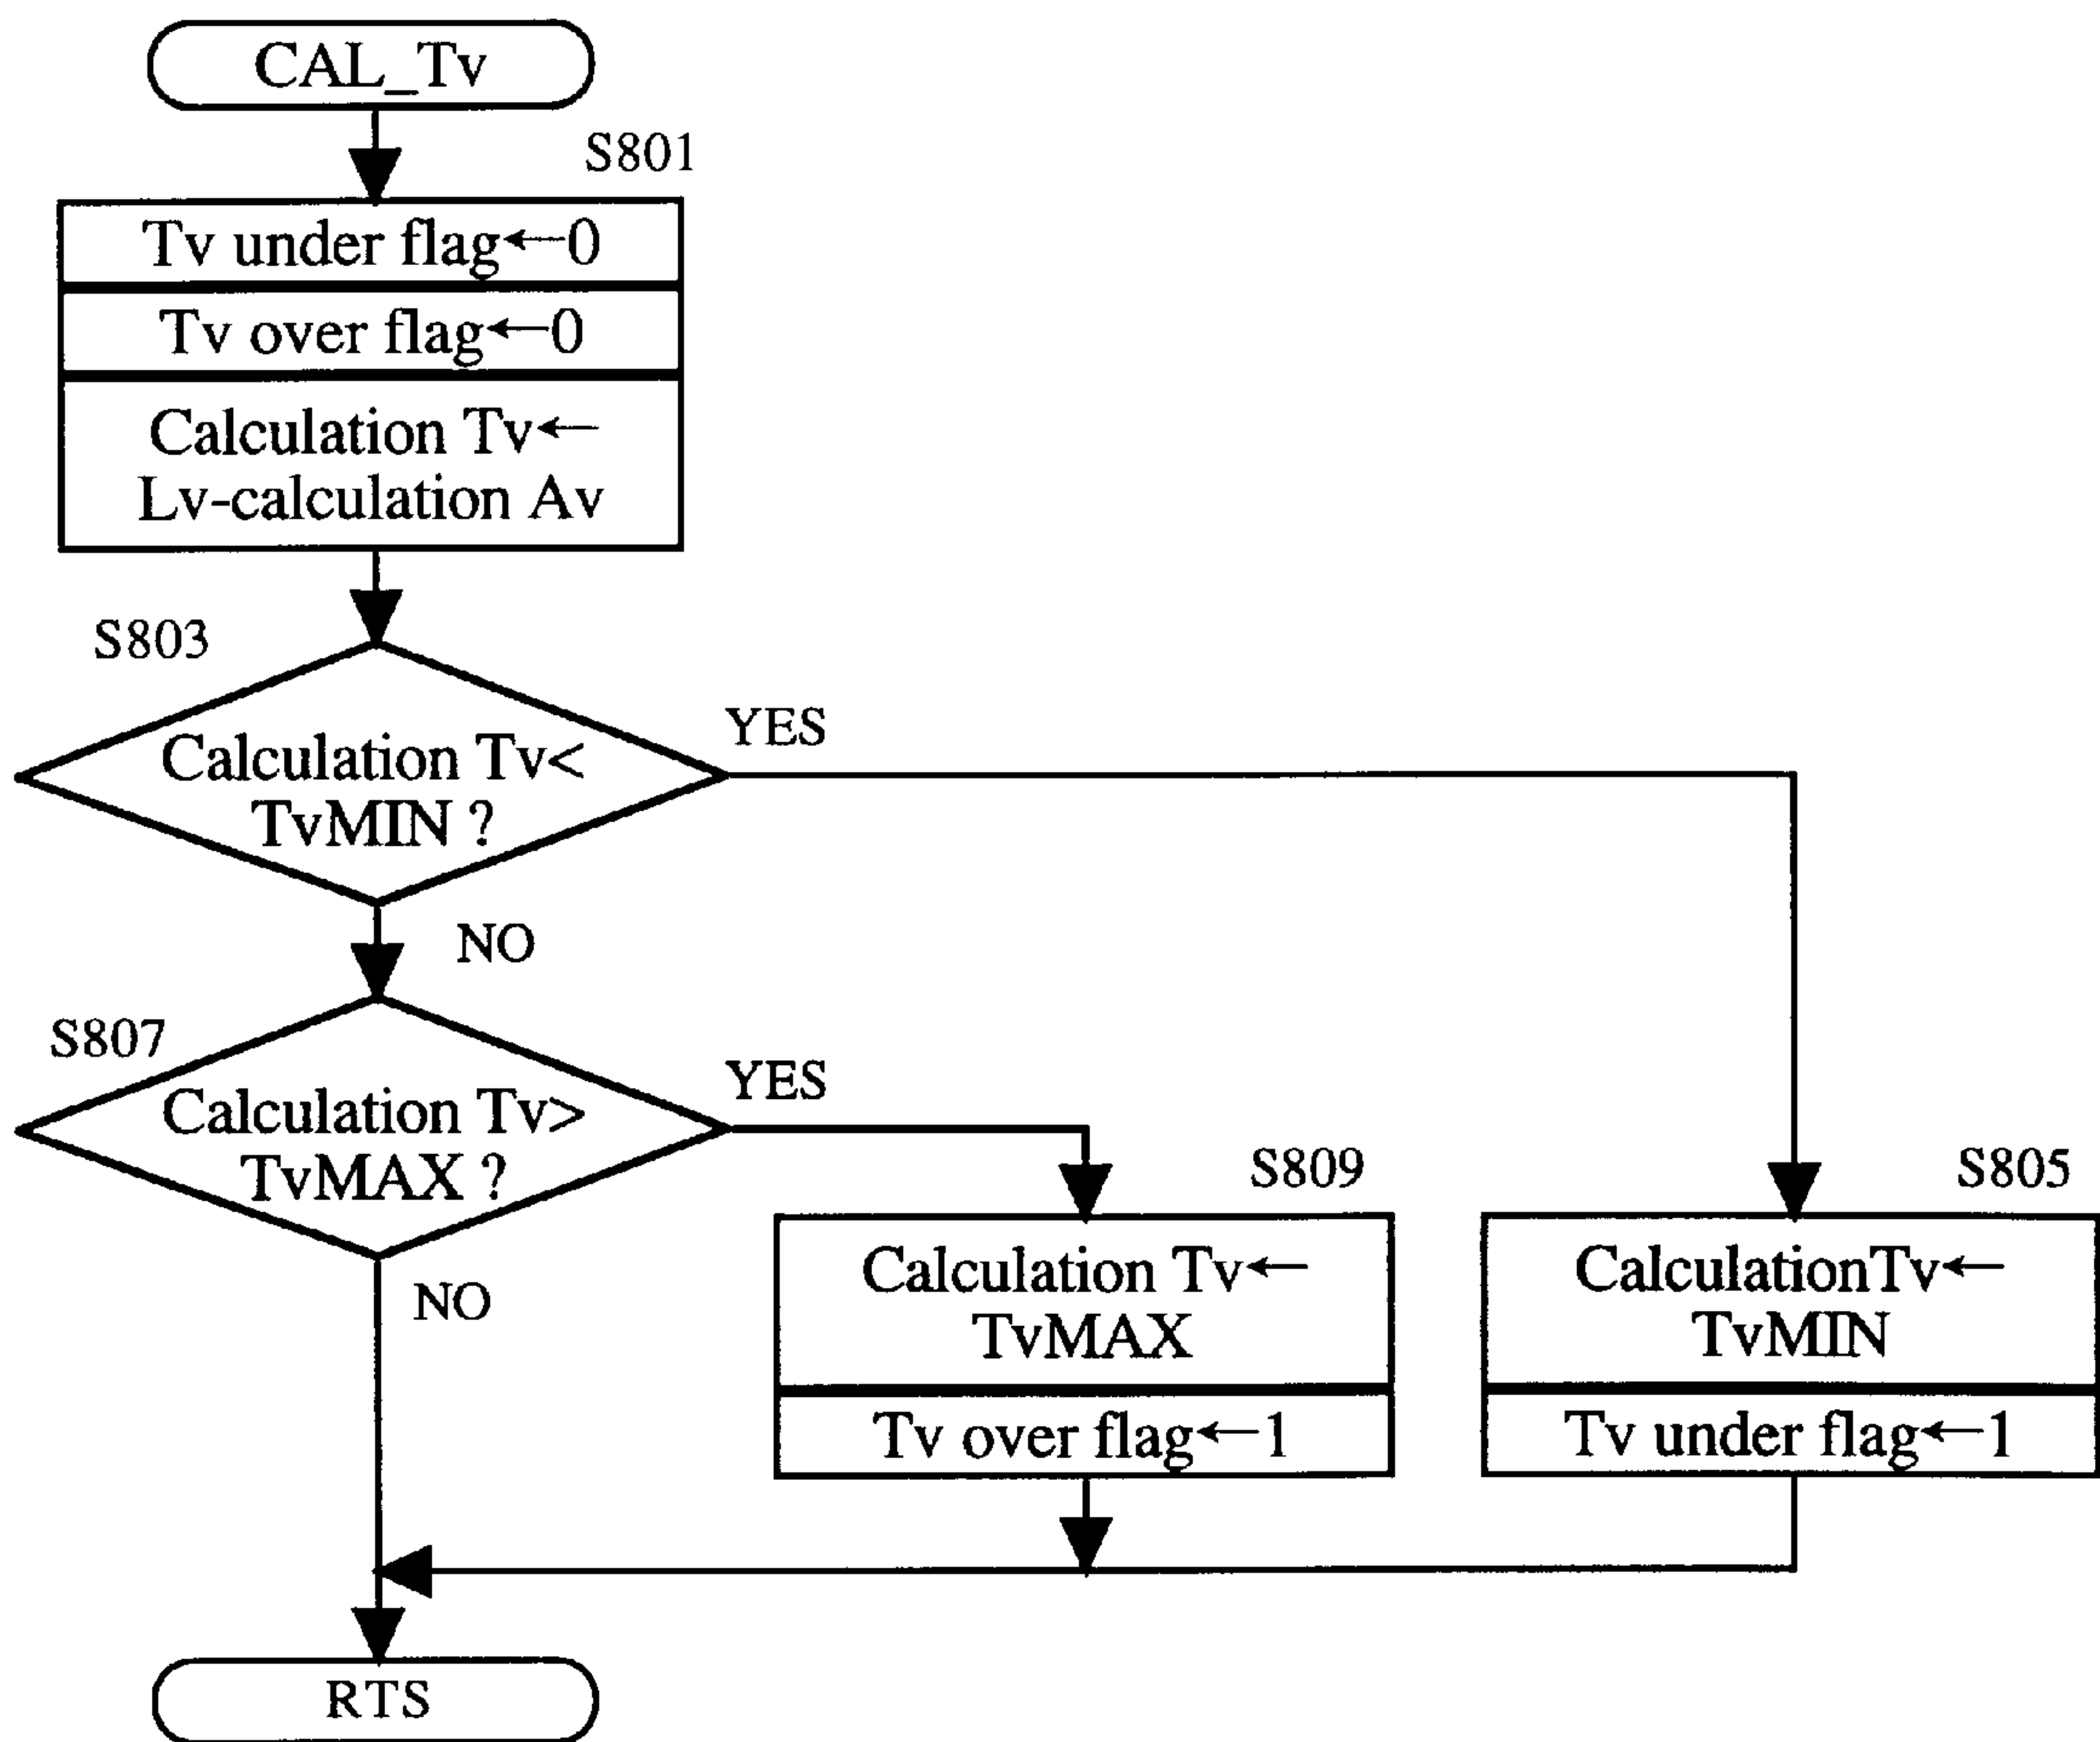 CAL_Tv
S801
Tv under flag←0
Tv over flag←0
Calculation Tv←
Lv-calculation Av
S803
Calculation Tv<
TvMIN ?
YES
NO
S807
Calculation Tv>
TvMAX ?
YES
NO
S809
Calculation Tv←
TvMAX
Tv over flag←1
S805
CalculationTv←
TvMIN
Tv under flag←1
RTS